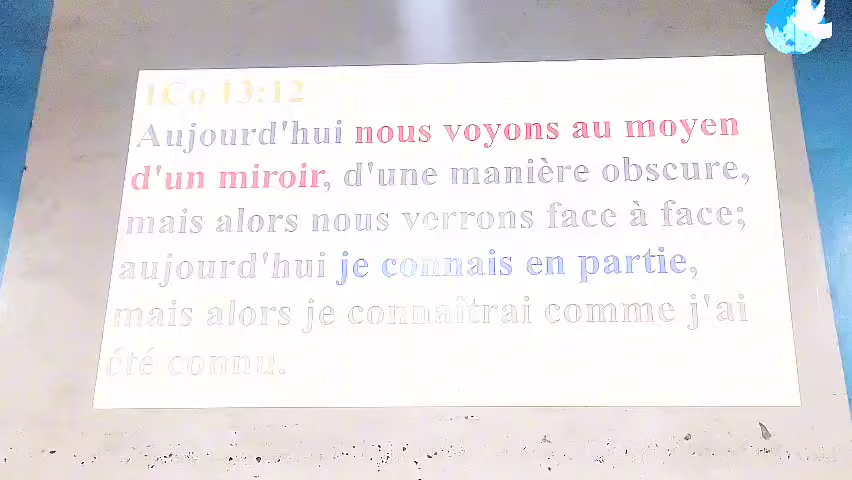 1Co 13:12
Aujourd'hui nous voyons au moyen
d'un miroir, d'une manière obscure,
mais alors nous verrons face à face;
aujourd'hui je connais en partie,
mais alors je connaîtrai comme j'ai
été connu.